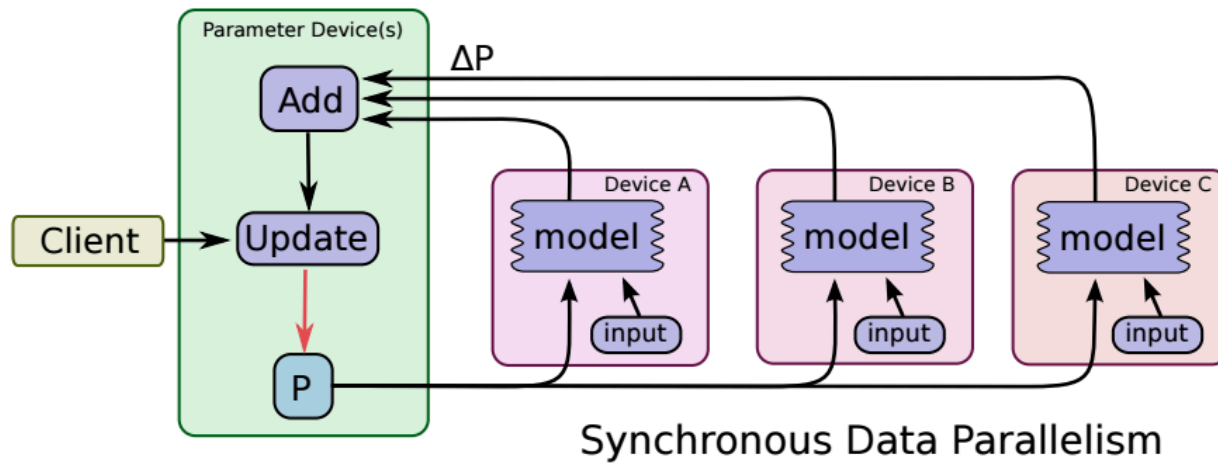 Parameter Device(s)
ΔP
Add
Device A
Device B
Device C
Client
Update
model
model
model
input
input
input
P
Synchronous Data Parallelism